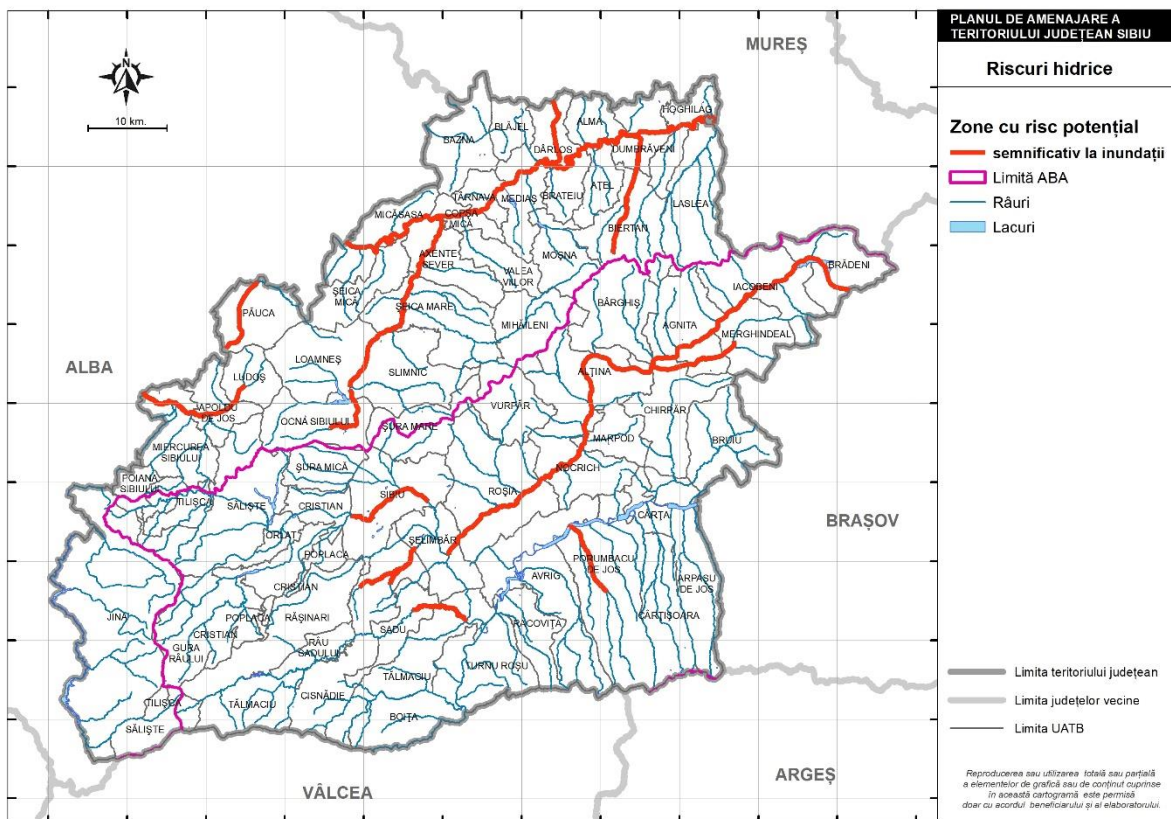 PLANUL DE AMENAJARE A
TERITORIULUI JUDEȚEAN SIBIU
Riscuri hidrice
Zone cu risc potențial
semnificativ la inundații
Limită ABA
Râuri
Lacuri
Limita teritoriului județean
Limita județelor vecine
Limita UATB
Reproducerea sau utilizarea totală sau parțială
a elementelor de grafică sau de conținut cuprinse
în această cartogramă este permisă
doar cu acordul beneficiarului și al elaboratorului.
N
10 km.
MUREȘ
ALBA
BRAȘOV
VÂLCEA
ARGEȘ
HOGHILAG
BLĂJEL
ALMA
BAZNA
DÂRLOS
DUMBRĂVENI
AȚEL
TÂRNAVA
MEDIAȘ
BRATEIU
LASLEA
MICĂSASA
COPȘA
MICĂ
BIERTAN
AXENTE
SEVER
MOȘNA
VALEA
VIILOR
BRĂDENI
IACOBENI
ȘEICA
MICĂ
ȘEICA MARE
BÂRGHIȘ
PĂUCA
MIHĂILENI
AGNITA
MERGHINDEAL
LOAMNEȘ
SLIMNIC
ALȚINA
LUDOȘ
APOLDU
DE JOS
VURPĂR
CHIRPĂR
OCNA SIBIULUI
ȘURA MARE
MARPOD
BRUIU
MIERCUREA
SIBIULUI
NOCRICH
ȘURA MICĂ
POIANA
SIBIULUI
TILIȘCA
SĂLIȘTE
CRISTIAN
SIBIU
ROȘIA
CÂRȚA
ORLAT
ȘELIMBĂR
POPLACA
PORUMBACU
DE JOS
AVRIG
ARPAȘU
DE JOS
CRISTIAN
JINA
POPLACA
RĂȘINARI
CÂRȚIȘOARA
RACOVIȚA
SADU
CRISTIAN
GURA
RÂULUI
RÂU
SADULUI
TURNU ROȘU
TĂLMACIU
CISNĂDIE
TILIȘCA
TĂLMACIU
BOIȚA
SĂLIȘTE